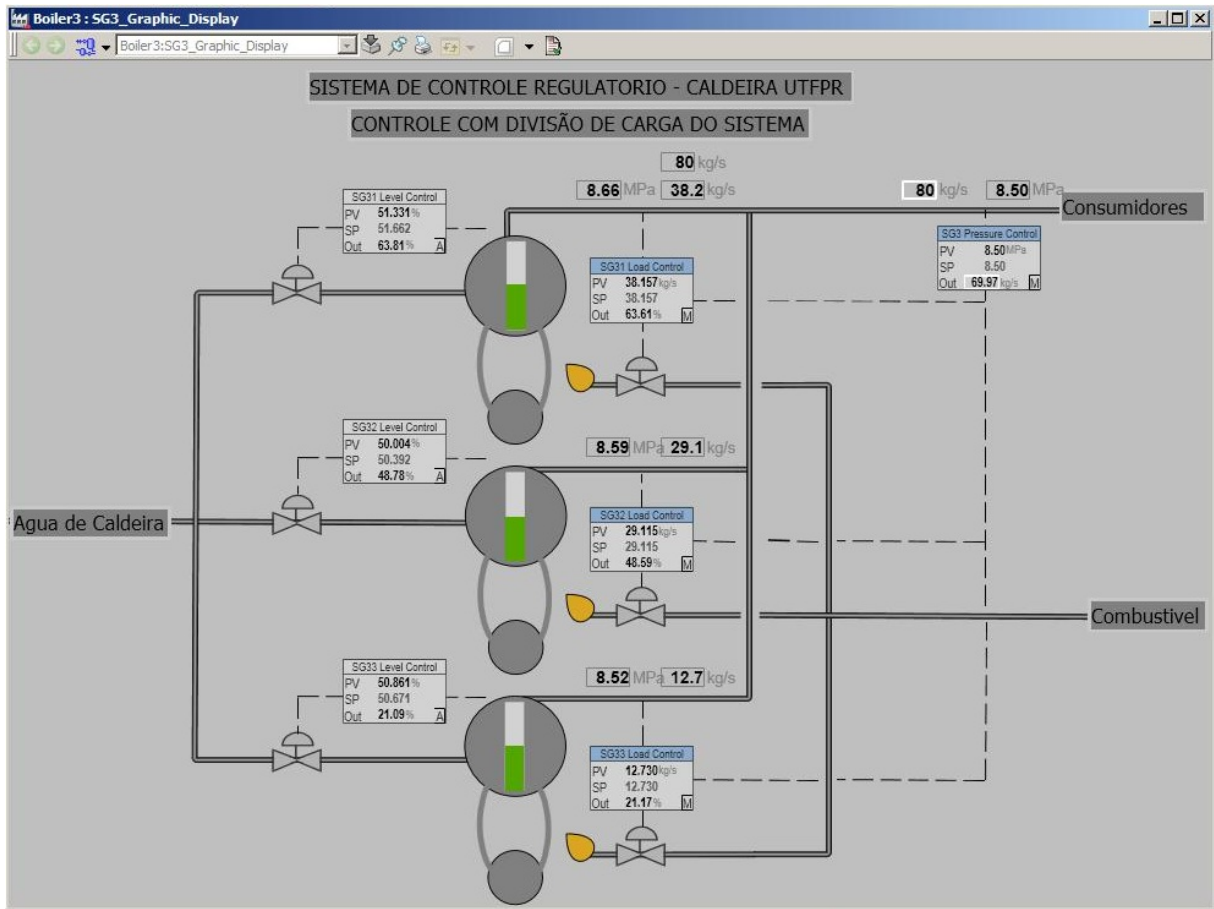 Boiler3 : SG3_Graphic_Display
Boiler3:SG3_Graphic_Display
SISTEMA DE CONTROLE REGULATORIO - CALDEIRA UTFPR
CONTROLE COM DIVISÃO DE CARGA DO SISTEMA
80 kg/s
8.66 MPa 38.2 kg/s
80 kg/s 8.50 MPa
Consumidores
SG31 Level Control
PV 51.331 %
SP 51.662
Out 63.81 % A
SG3 Pressure Control
PV 8.50 MPa
SP 8.50
Out 69.97 kg/s M
SG31 Load Control
PV 38.157 kg/s
SP 38.157
Out 63.61 % M
SG32 Level Control
PV 50.004 %
SP 50.392
Out 48.78 % A
8.59 MPa 29.1 kg/s
Agua de Caldeira
SG32 Load Control
PV 29.115 kg/s
SP 29.115
Out 48.59 % M
Combustivel
SG33 Level Control
PV 50.861 %
SP 50.671
Out 21.09 % A
8.52 MPa 12.7 kg/s
SG33 Load Control
PV 12.730 kg/s
SP 12.730
Out 21.17 % M